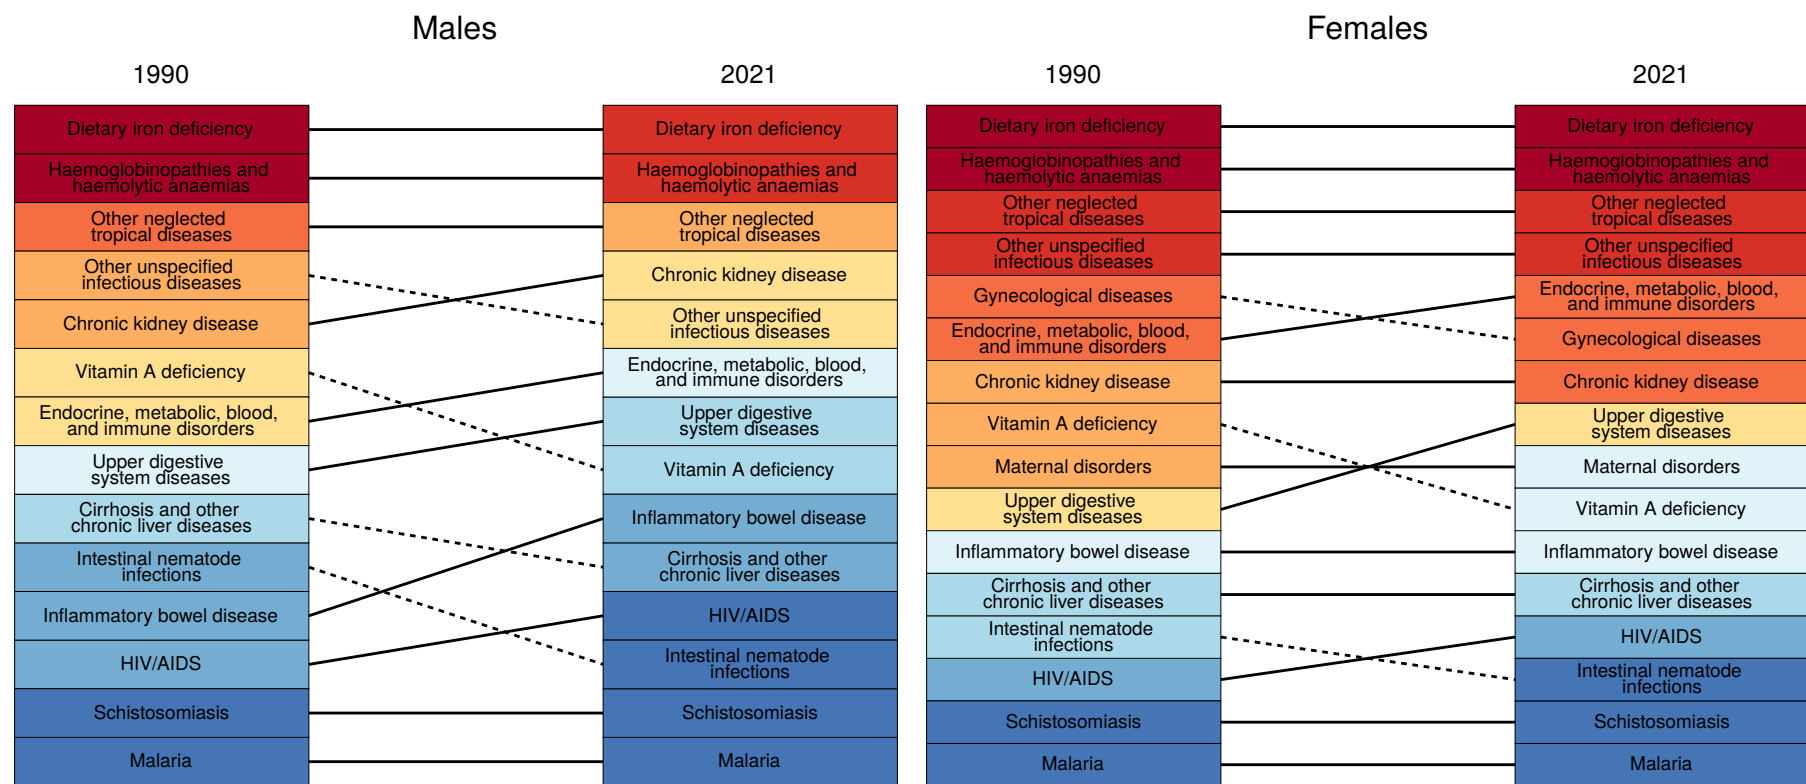 Males
1990
2021
Dietary iron deficiency
Haemoglobinopathies and
haemolytic anaemias
Other neglected
tropical diseases
Other unspecified
infectious diseases
Chronic kidney disease
Vitamin A deficiency
Endocrine, metabolic, blood,
and immune disorders
Upper digestive
system diseases
Cirrhosis and other
chronic liver diseases
Intestinal nematode
infections
Inflammatory bowel disease
HIV/AIDS
Schistosomiasis
Malaria
Dietary iron deficiency
Haemoglobinopathies and
haemolytic anaemias
Other neglected
tropical diseases
Chronic kidney disease
Other unspecified
infectious diseases
Endocrine, metabolic, blood,
and immune disorders
Upper digestive
system diseases
Vitamin A deficiency
Inflammatory bowel disease
Cirrhosis and other
chronic liver diseases
HIV/AIDS
Intestinal nematode
infections
Schistosomiasis
Malaria
Females
1990
2021
Dietary iron deficiency
Haemoglobinopathies and
haemolytic anaemias
Other neglected
tropical diseases
Other unspecified
infectious diseases
Gynecological diseases
Endocrine, metabolic, blood,
and immune disorders
Chronic kidney disease
Vitamin A deficiency
Maternal disorders
Upper digestive
system diseases
Inflammatory bowel disease
Cirrhosis and other
chronic liver diseases
Intestinal nematode
infections
HIV/AIDS
Schistosomiasis
Malaria
Dietary iron deficiency
Haemoglobinopathies and
haemolytic anaemias
Other neglected
tropical diseases
Other unspecified
infectious diseases
Endocrine, metabolic, blood,
and immune disorders
Gynecological diseases
Chronic kidney disease
Upper digestive
system diseases
Maternal disorders
Vitamin A deficiency
Inflammatory bowel disease
Cirrhosis and other
chronic liver diseases
HIV/AIDS
Intestinal nematode
infections
Schistosomiasis
Malaria